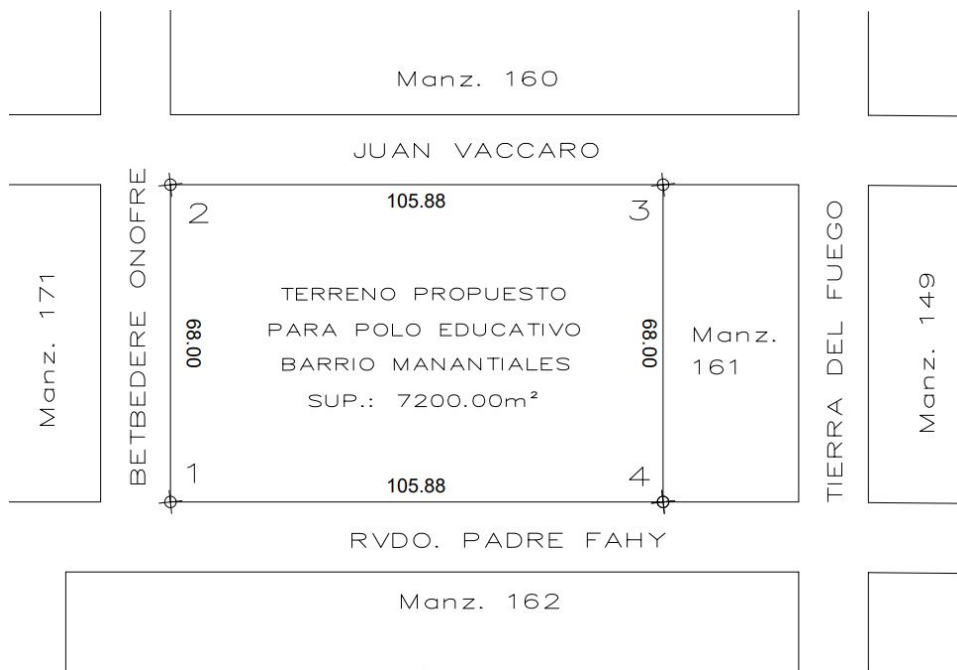 Manz. 160
JUAN VACCARO
105.88
2
3
BETBEDERE ONOFRE
Manz. 171
68.00
TERRENO PROPUESTO
PARA POLO EDUCATIVO
BARRIO MANANTIALES
SUP.: 7200.00m²
68.00
Manz.
161
TIERRA DEL FUEGO
Manz. 149
1
105.88
4
RVDO. PADRE FAHY
Manz. 162